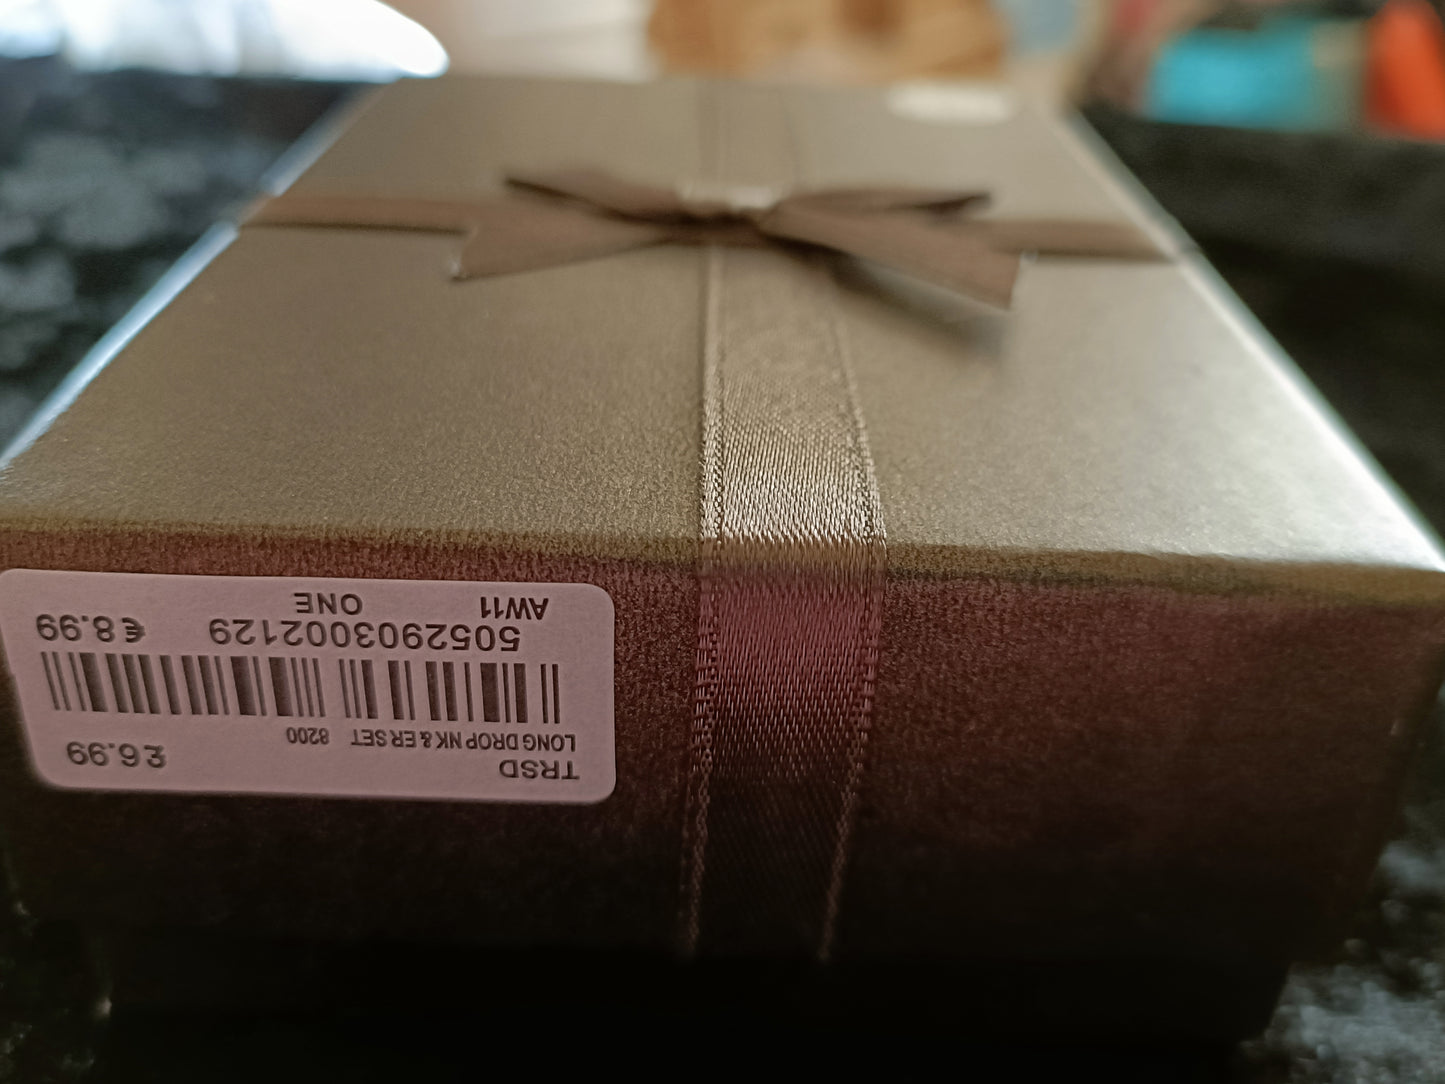 TRSD
LONG DROP NK & ER SET 8200
£6.99
5052903002129 €8.99
AW11 ONE